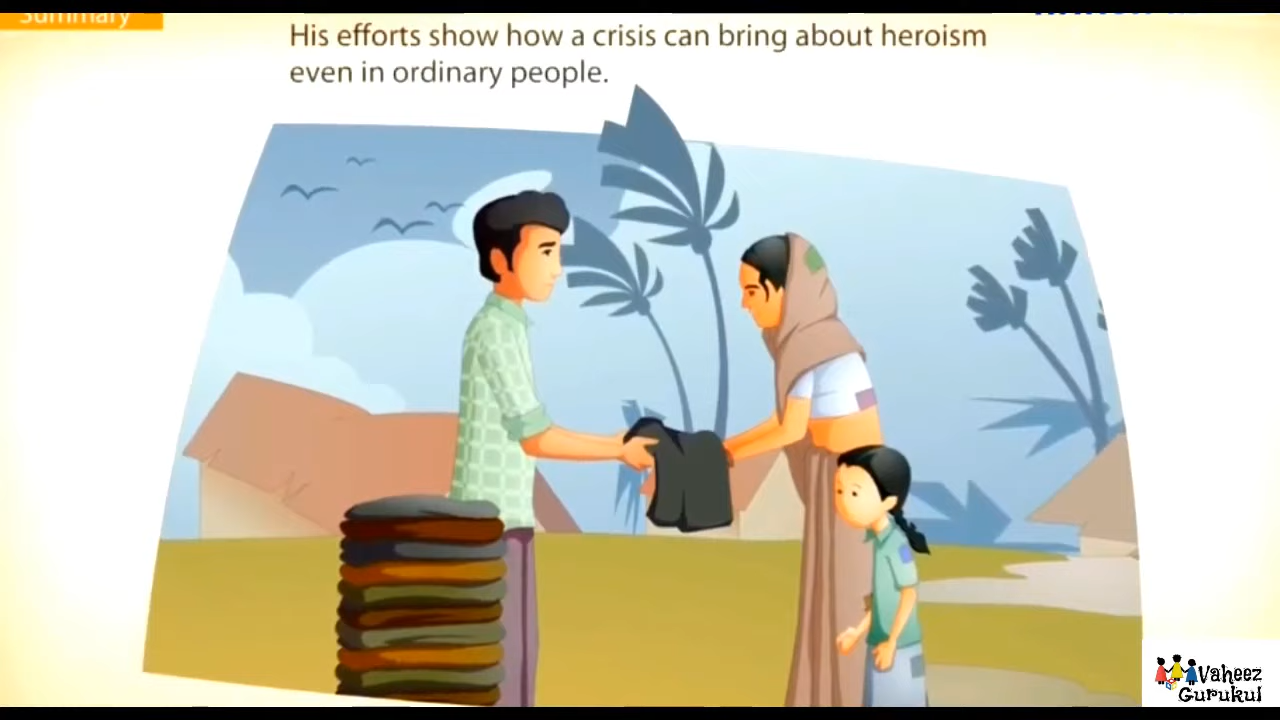 Summary
His efforts show how a crisis can bring about heroism
even in ordinary people.
Vaheez
Gurukul